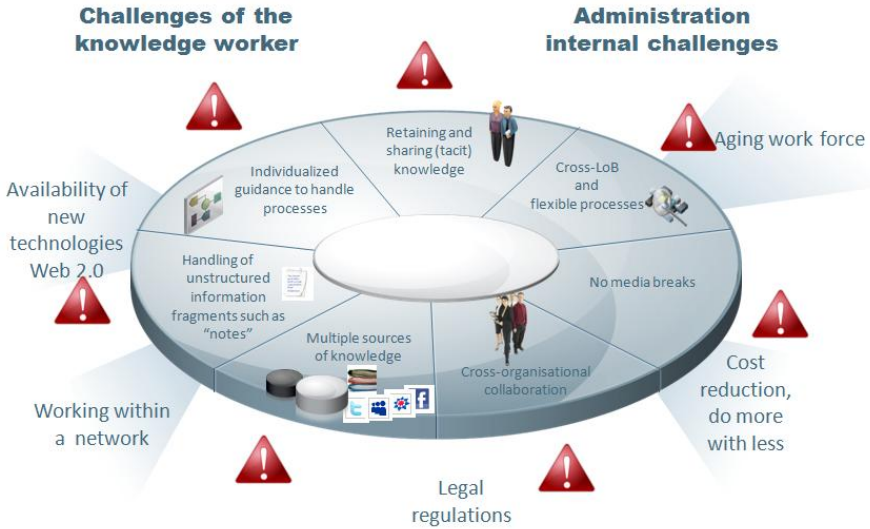 Challenges of the
knowledge worker
Administration
internal challenges
Retaining and
sharing (tacit)
knowledge
Individualized
guidance to handle
processes
Cross-LoB
and
flexible processes
Aging work force
Availability of
new
technologies
Web 2.0
Handling of
unstructured
information
fragments such as
“notes”
No media breaks
Multiple sources
of knowledge
Cross-organisational
collaboration
Cost
reduction,
do more
with less
Working within
a network
Legal
regulations